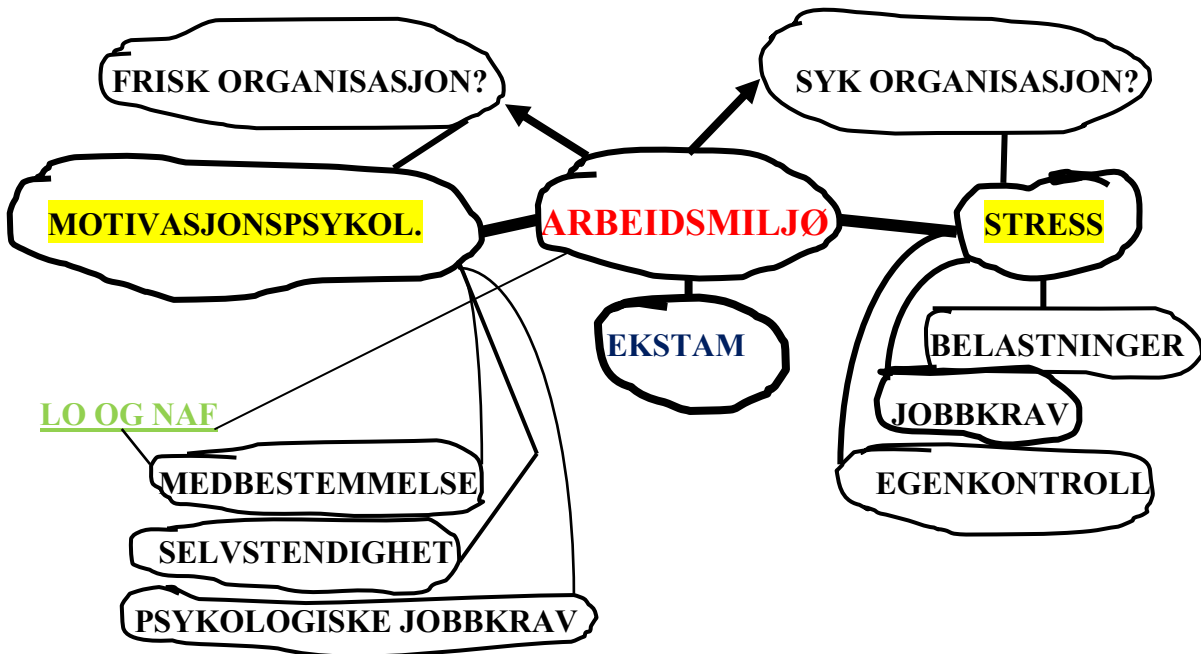 FRISK ORGANISASJON?
SYK ORGANISASJON?
MOTIVASJONSPSYKOL.
ARBEIDSMILJØ
STRESS
EKSTAM
BELASTNINGER
JOBBKRAV
LO OG NAF
MEDBESTEMMELSE
EGENKONTROLL
SELVSTENDIGHET
PSYKOLOGISKE JOBBKRAV